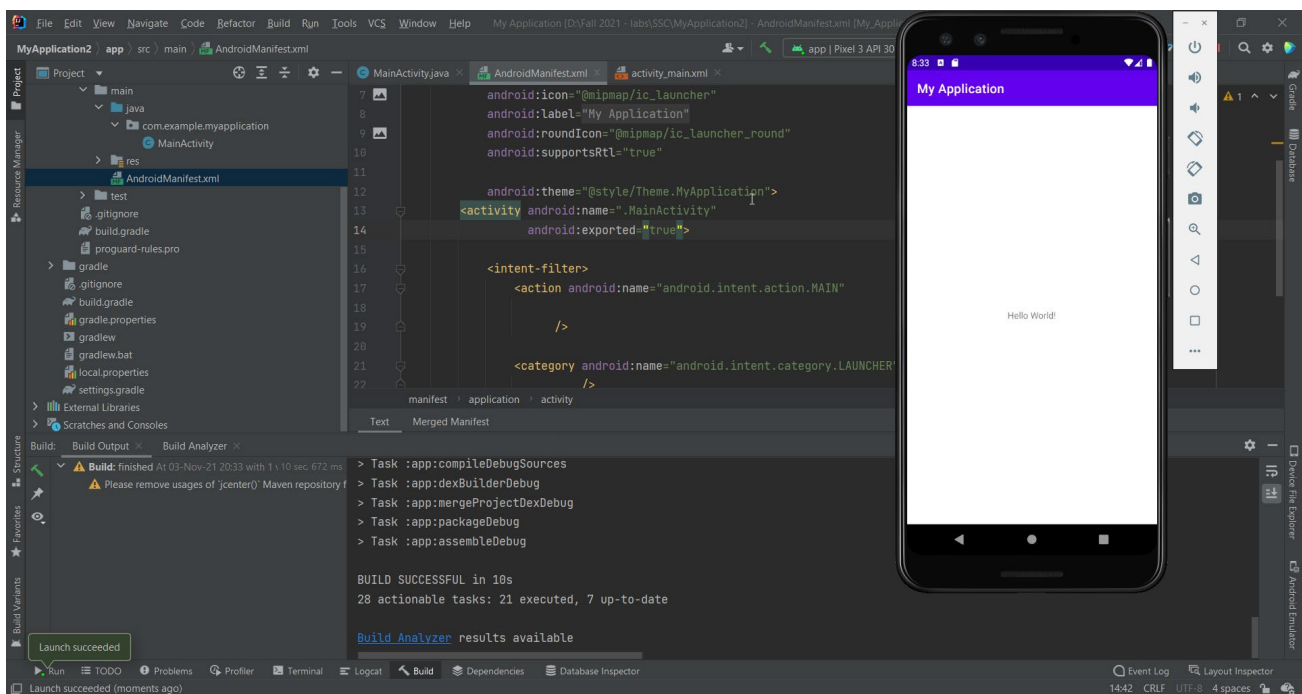 File Edit View Navigate Code Refactor Build Run Tools VCS Window Help My Application [D:\Fall 2021 - labs\SSC\MyApplication2] - AndroidManifest.xml
MyApplication2 app src main AndroidManifest.xml
app Pixel 3 API 30
Project
Resource Manager
Structure
Favorites
Build Variants
Project
main
java
com.example.myapplication
MainActivity
res
AndroidManifest.xml
test
.gitignore
build.gradle
proguard-rules.pro
gradle
.gitignore
build.gradle
gradle.properties
gradlew
gradlew.bat
local.properties
settings.gradle
External Libraries
Scratches and Consoles
MainActivity.java AndroidManifest.xml activity_main.xml
7 android:icon="@mipmap/ic_launcher"
8 android:label="My Application"
9 android:roundIcon="@mipmap/ic_launcher_round"
10 android:supportsRtl="true"
11
12 android:theme="@style/Theme.MyApplication">
13 <activity android:name=".MainActivity"
14 android:exported="true">
15
16 <intent-filter>
17 <action android:name="android.intent.action.MAIN"
18
19 />
20
21 <category android:name="android.intent.category.LAUNCHER"
22 />
manifest application activity
Text Merged Manifest
8:33
My Application
Hello World!
1
Gradle
Database
Device File Explorer
Android Emulator
Build: Build Output Build Analyzer
Build: finished At 03-Nov-21 20:33 with 1 10 sec, 672 ms
Please remove usages of `jcenter()` Maven repository
> Task :app:compileDebugSources
> Task :app:dexBuilderDebug
> Task :app:mergeProjectDexDebug
> Task :app:packageDebug
> Task :app:assembleDebug
BUILD SUCCESSFUL in 10s
28 actionable tasks: 21 executed, 7 up-to-date
Build Analyzer results available
Launch succeeded
Run TODO Problems Profiler Terminal Logcat Build Dependencies Database Inspector Event Log Layout Inspector
Launch succeeded (moments ago) 14:42 CRLF UTF-8 4 spaces